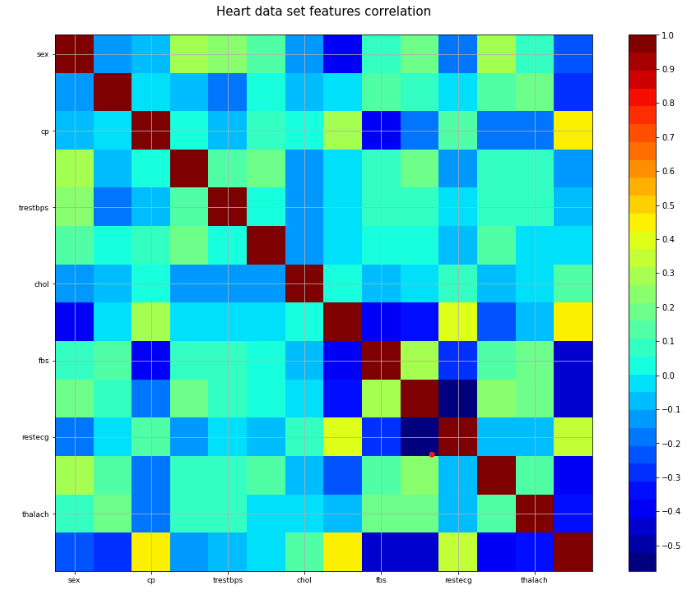 Heart data set features correlation
sex
cp
trestbps
chol
fbs
restecg
thalach
sex cp trestbps chol fbs restecg thalach
1.0
0.9
0.8
0.7
0.6
0.5
0.4
0.3
0.2
0.1
0.0
−0.1
−0.2
−0.3
−0.4
−0.5